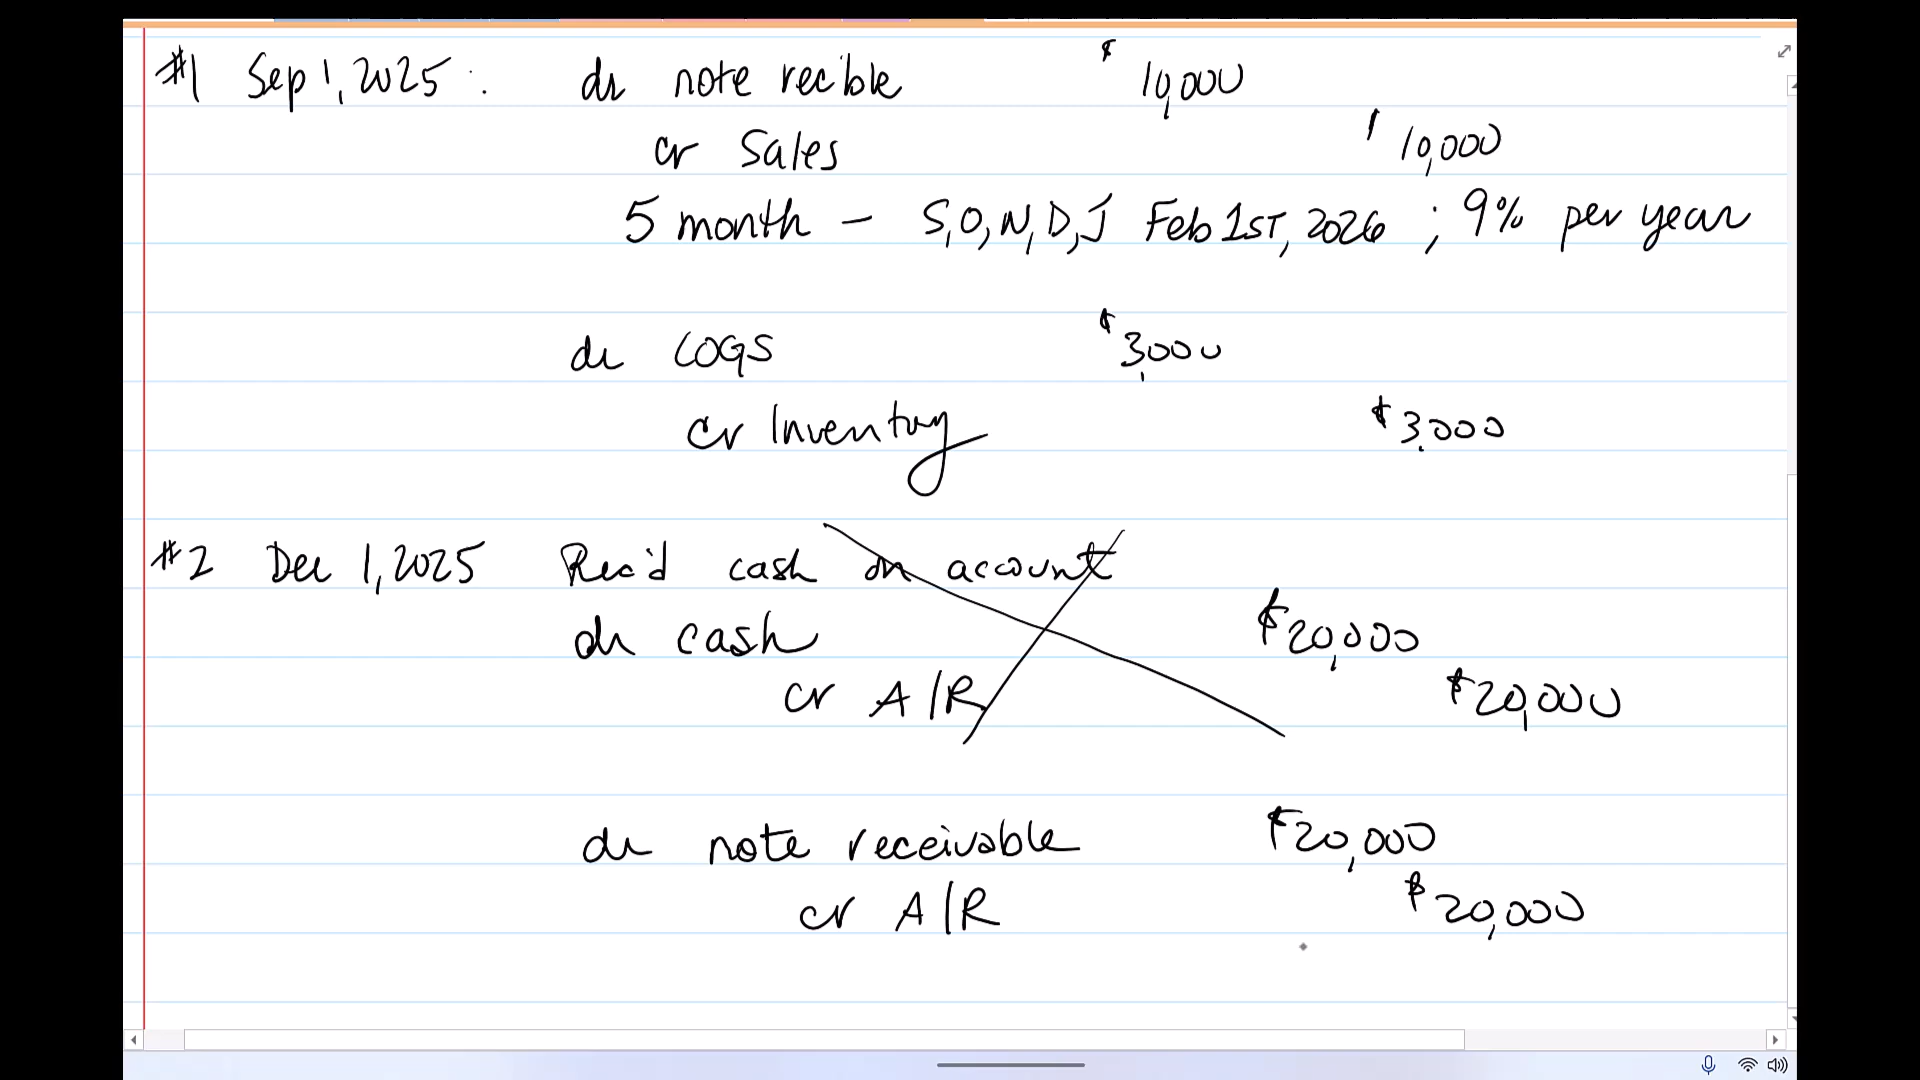 #1 Sep 1, 2025 : dr note recible $ 10,000
cr Sales $ 10,000
5 month - S,O,N,D,J Feb 1st, 2026 ; 9% per year
dr COGS $ 3,000
cr Inventory $ 3,000
#2 Dec 1, 2025 Rec'd cash on account
dr cash $20,000
cr A/R $20,000
dr note receivable $20,000
cr A/R $20,000